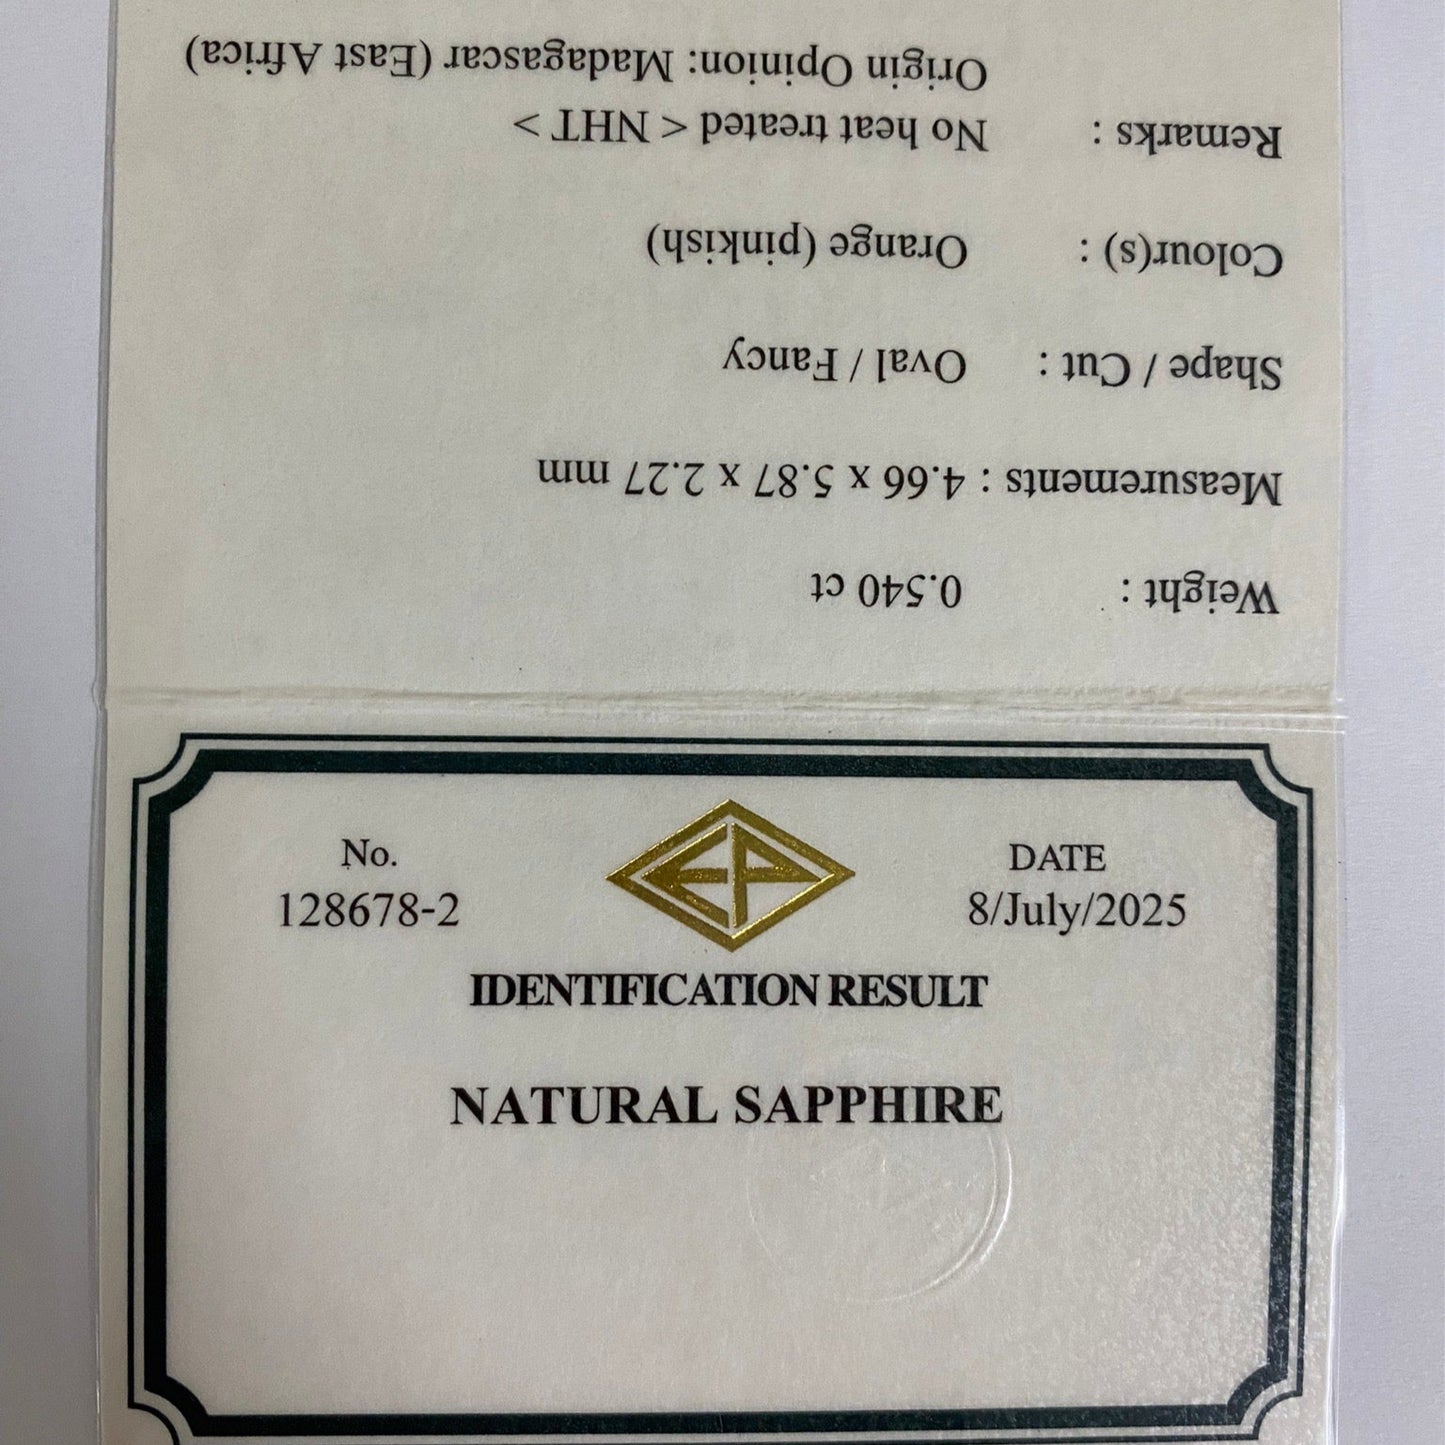 No.
128678-2
EP
DATE
8/July/2025
IDENTIFICATION RESULT
NATURAL SAPPHIRE
Weight : 0.540 ct
Measurements : 4.66 x 5.87 x 2.27 mm
Shape / Cut : Oval / Fancy
Colour(s) : Orange (pinkish)
Remarks : No heat treated < NHT >
Origin Opinion: Madagascar (East Africa)